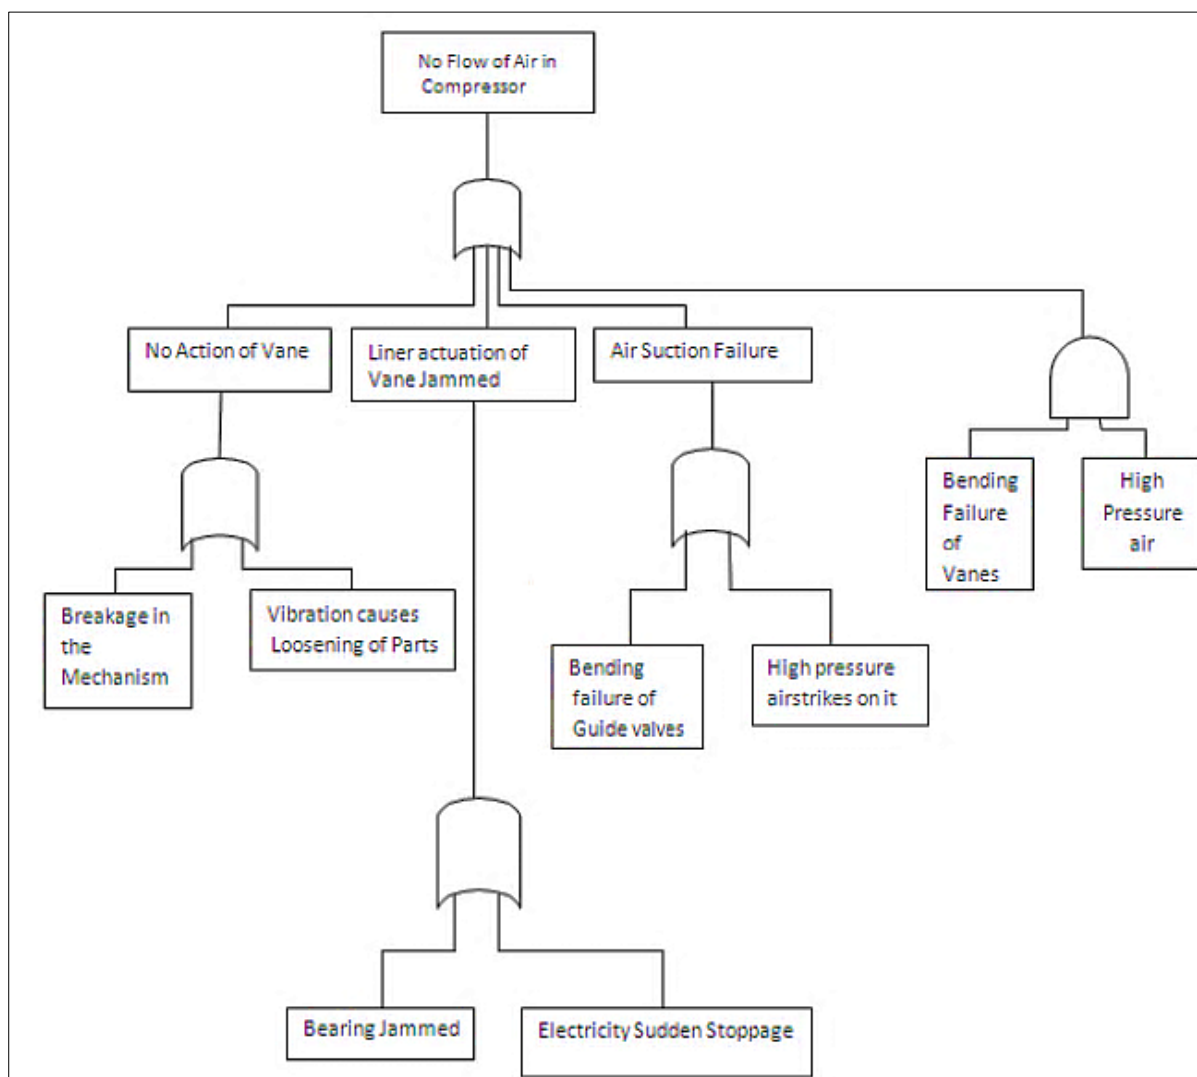 No Flow of Air in
Compressor
No Action of Vane
Liner actuation of
Vane Jammed
Air Suction Failure
Bending
Failure
of
Vanes
High
Pressure
air
Breakage in
the
Mechanism
Vibration causes
Loosening of Parts
Bending
failure of
Guide valves
High pressure
airstrikes on it
Bearing Jammed
Electricity Sudden Stoppage